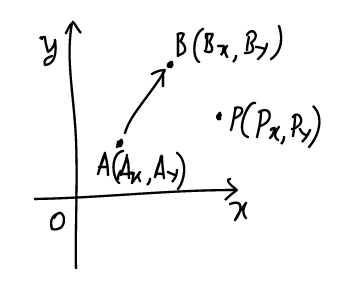 y
B(Bx, By)
P(Px, Py)
A(Ax, Ay)
O
x